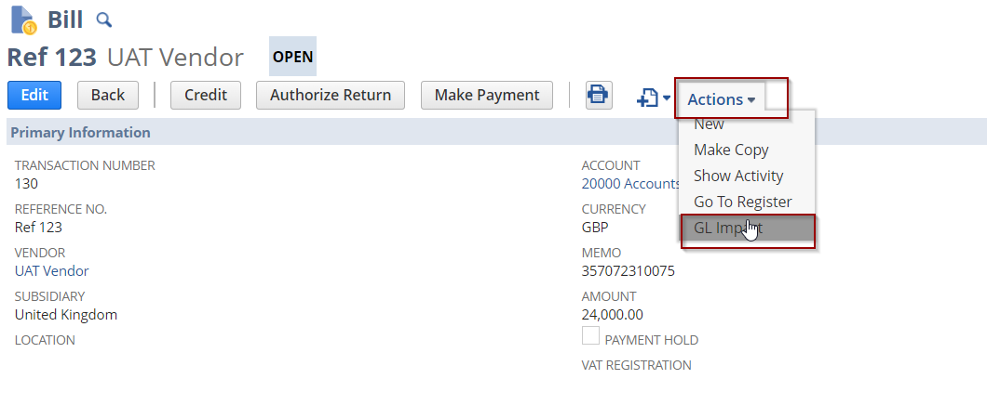 Bill
Ref 123 UAT Vendor OPEN
Edit Back Credit Authorize Return Make Payment Actions
New
Make Copy
Show Activity
Go To Register
GL Impact
Primary Information
TRANSACTION NUMBER
130
REFERENCE NO.
Ref 123
VENDOR
UAT Vendor
SUBSIDIARY
United Kingdom
LOCATION
ACCOUNT
20000 Accounts
CURRENCY
GBP
MEMO
357072310075
AMOUNT
24,000.00
PAYMENT HOLD
VAT REGISTRATION